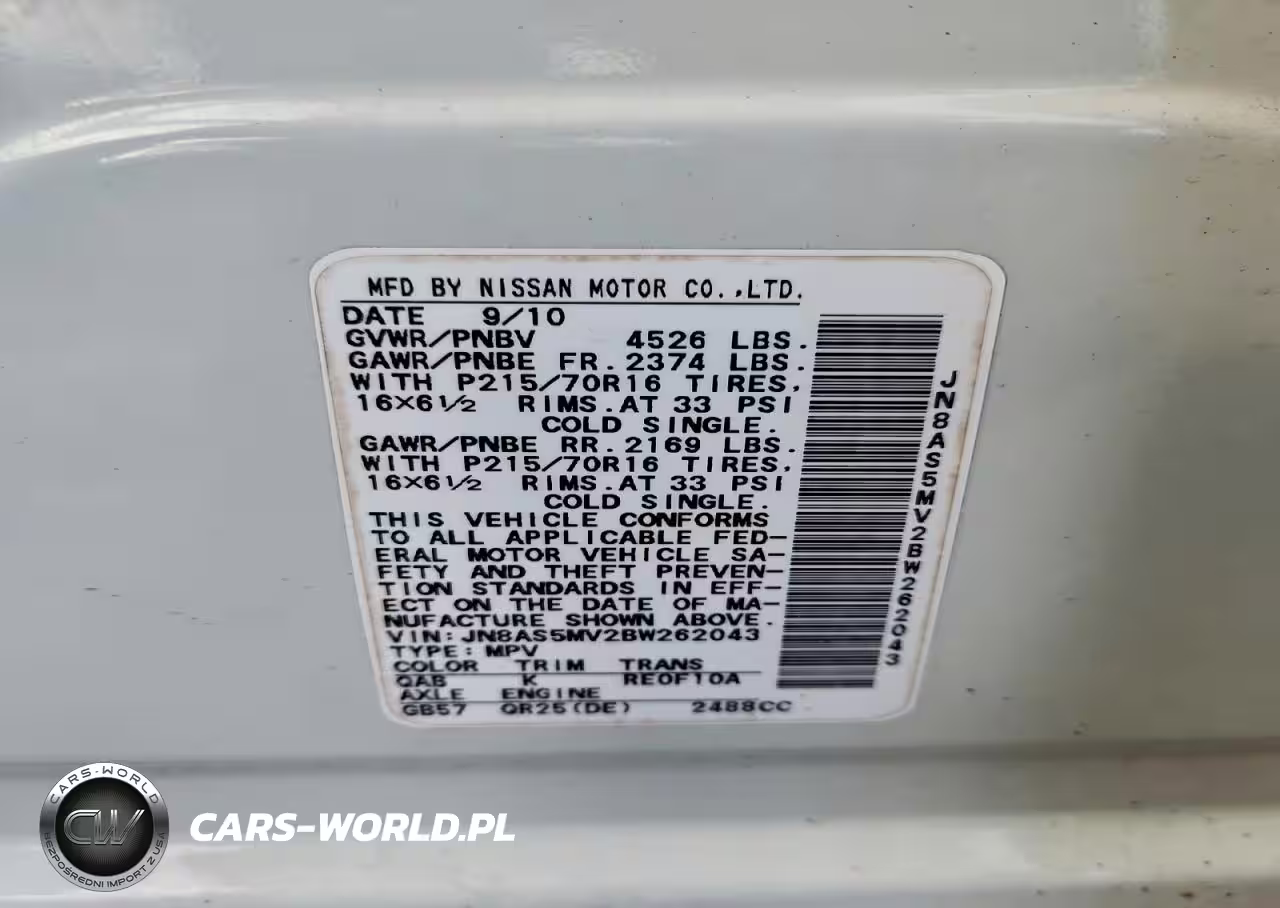 MFD BY NISSAN MOTOR CO.,LTD.
DATE 9/10
GVWR/PNBV 4526 LBS.
GAWR/PNBE FR. 2374 LBS.
WITH P215/70R16 TIRES,
16×6½ RIMS.AT 33 PSI
COLD SINGLE.
GAWR/PNBE RR. 2169 LBS.
WITH P215/70R16 TIRES,
16×6½ RIMS.AT 33 PSI
COLD SINGLE.
THIS VEHICLE CONFORMS
TO ALL APPLICABLE FED–
ERAL MOTOR VEHICLE SA–
FETY AND THEFT PREVEN–
TION STANDARDS IN EFF–
ECT ON THE DATE OF MA–
NUFACTURE SHOWN ABOVE.
VIN: JN8AS5MV2BW262043
TYPE: MPV
COLOR TRIM TRANS
QAB K RE0F10A
AXLE ENGINE
GB57 QR25(DE) 2488CC
JN8AS5MV2BW262043
CARS-WORLD
CW
BEZPOŚREDNI IMPORT Z USA
CARS-WORLD.PL